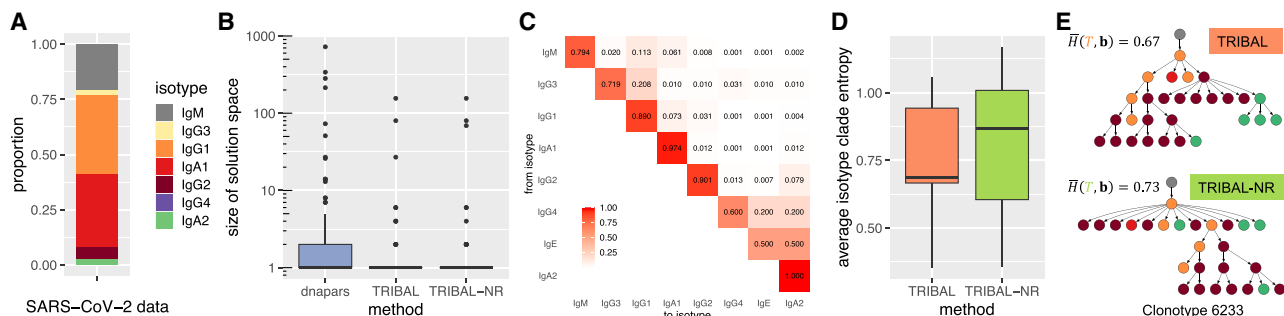 A
proportion
1.00
0.75
0.50
0.25
0.00
SARS−CoV−2 data
isotype
IgM
IgG3
IgG1
IgA1
IgG2
IgG4
IgA2
B
size of solution space
1000
100
10
1
dnapars TRIBAL TRIBAL−NR
method
C
from isotype
IgM 0.794 0.020 0.113 0.061 0.008 0.001 0.001 0.002
IgG3 0.719 0.208 0.010 0.010 0.031 0.010 0.010
IgG1 0.890 0.073 0.031 0.001 0.001 0.004
IgA1 0.974 0.012 0.001 0.001 0.012
IgG2 0.901 0.013 0.007 0.079
IgG4 0.600 0.200 0.200
IgE 0.500 0.500
IgA2 1.000
1.00
0.75
0.50
0.25
IgM IgG3 IgG1 IgA1 IgG2 IgG4 IgE IgA2
to isotype
D
average isotype clade entropy
1.00
0.75
0.50
TRIBAL TRIBAL−NR
method
E
H̅(T, b) = 0.67
TRIBAL
H̅(T, b) = 0.73
TRIBAL-NR
Clonotype 6233